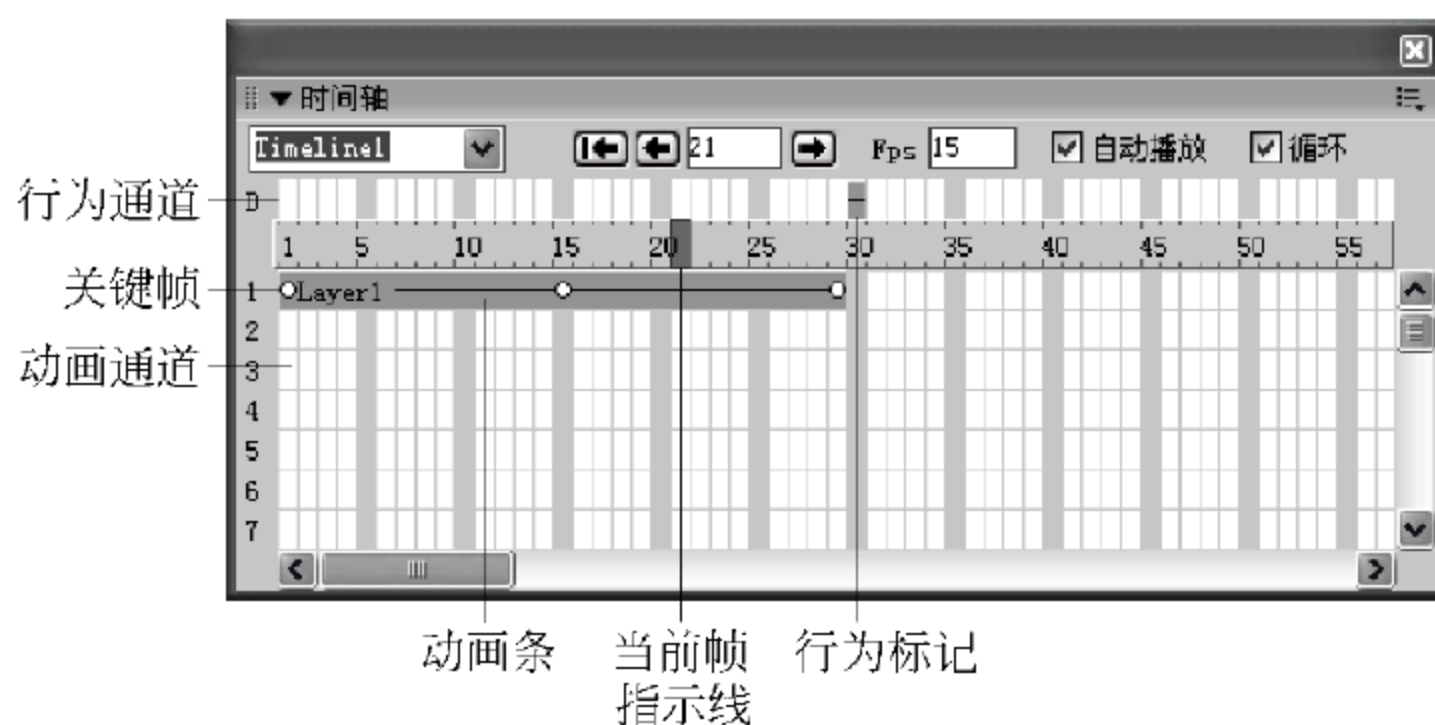 时间轴
Timeline1 21 Fps 15 自动播放 循环
行为通道 B
1 5 10 15 20 25 30 35 40 45 50 55
关键帧 1 Layer1
2
动画通道 3
4
5
6
7
动画条 当前帧指示线 行为标记